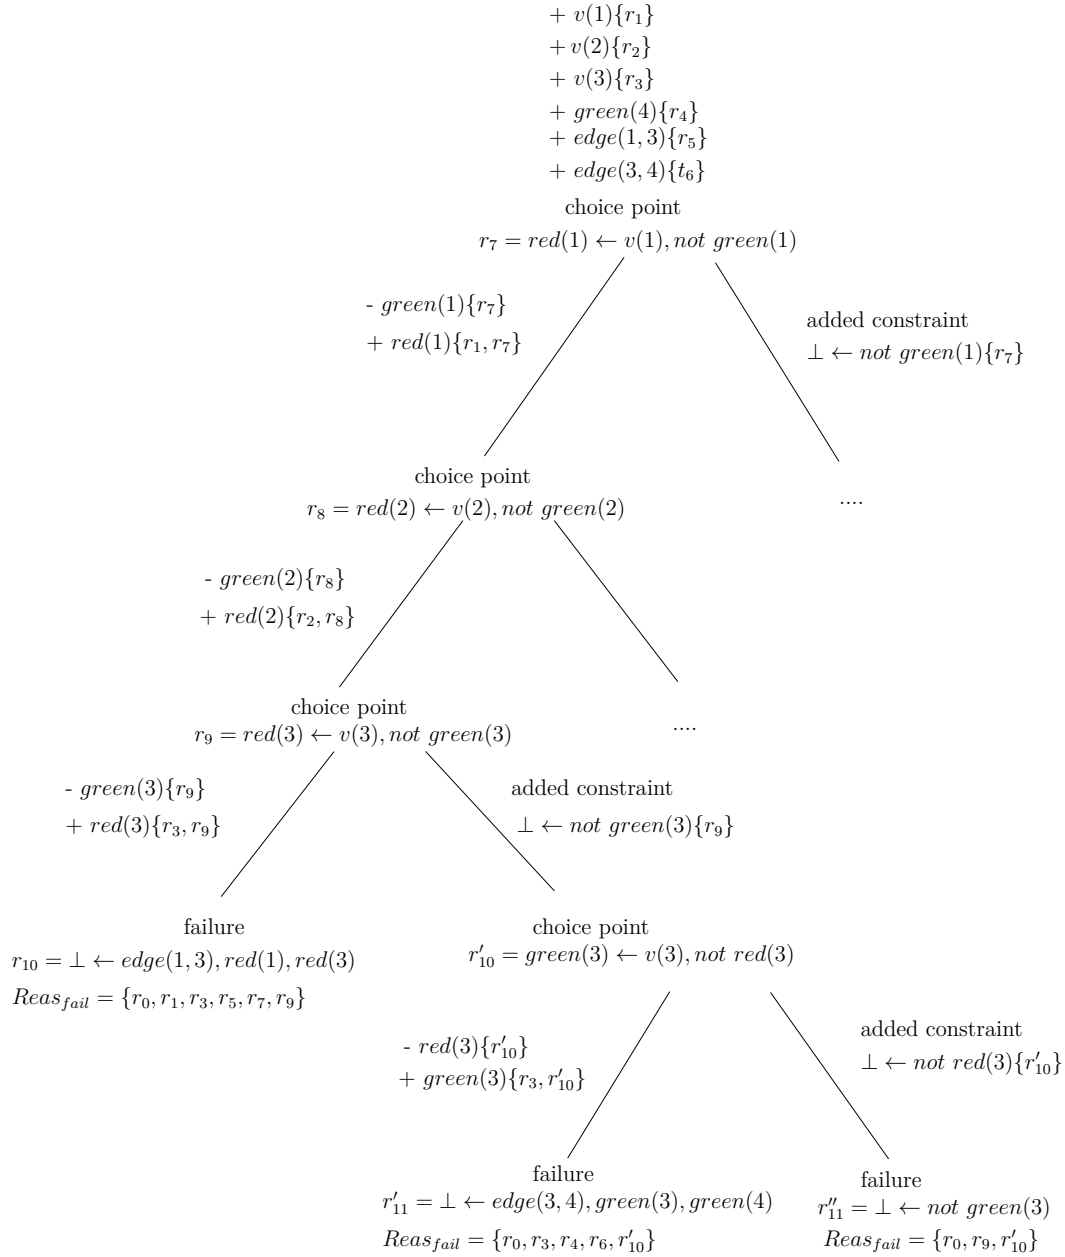 + v(1){r₁}
+ v(2){r₂}
+ v(3){r₃}
+ green(4){r₄}
+ edge(1, 3){r₅}
+ edge(3, 4){t₆}
choice point
r₇ = red(1) ← v(1), not green(1)
- green(1){r₇}
+ red(1){r₁, r₇}
added constraint
⊥ ← not green(1){r₇}
choice point
r₈ = red(2) ← v(2), not green(2)
....
- green(2){r₈}
+ red(2){r₂, r₈}
choice point
r₉ = red(3) ← v(3), not green(3)
....
- green(3){r₉}
+ red(3){r₃, r₉}
added constraint
⊥ ← not green(3){r₉}
failure
r₁₀ = ⊥ ← edge(1, 3), red(1), red(3)
Reas_fail = {r₀, r₁, r₃, r₅, r₇, r₉}
choice point
r′₁₀ = green(3) ← v(3), not red(3)
- red(3){r′₁₀}
+ green(3){r₃, r′₁₀}
added constraint
⊥ ← not red(3){r′₁₀}
failure
r′₁₁ = ⊥ ← edge(3, 4), green(3), green(4)
Reas_fail = {r₀, r₃, r₄, r₆, r′₁₀}
failure
r″₁₁ = ⊥ ← not green(3)
Reas_fail = {r₀, r₉, r′₁₀}